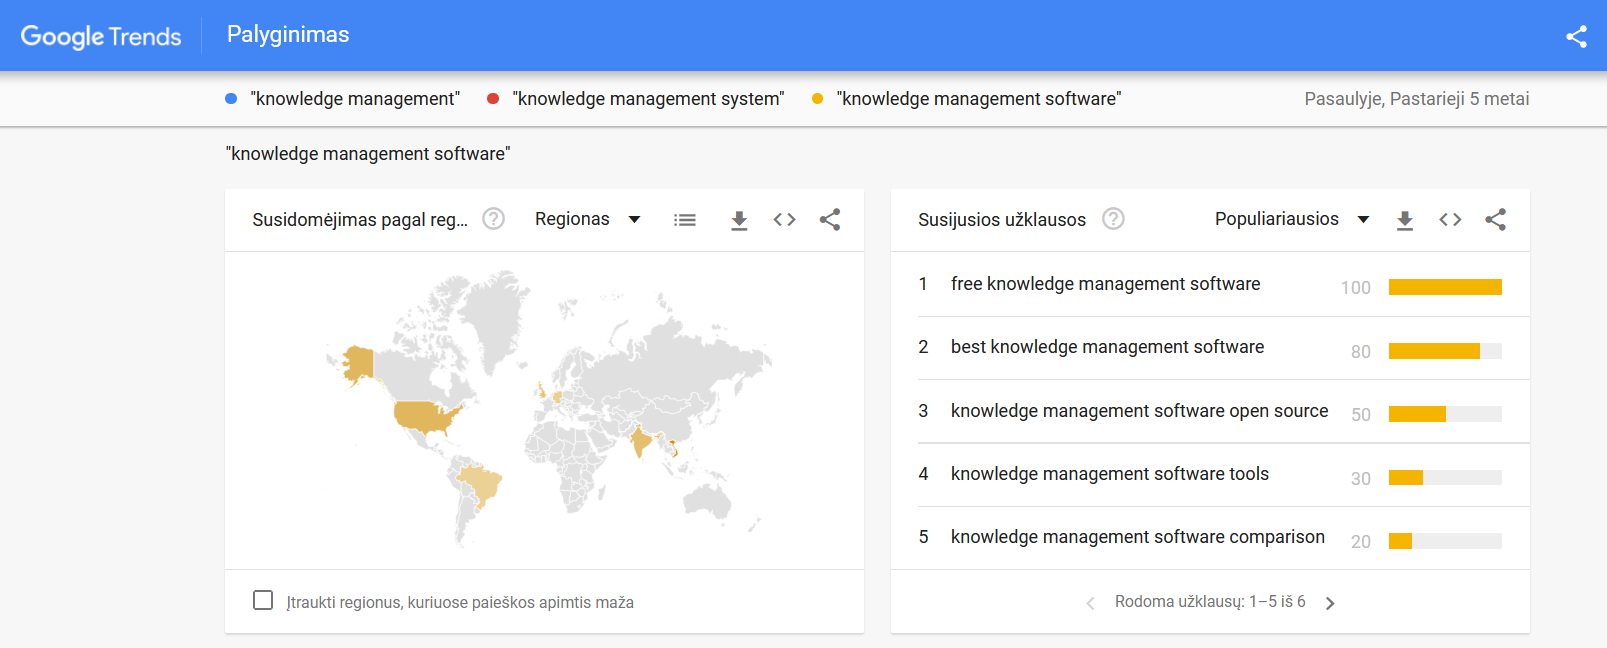 Google Trends Palyginimas
"knowledge management" "knowledge management system" "knowledge management software" Pasaulyje, Pastarieji 5 metai
"knowledge management software"
Susidomėjimas pagal reg... ? Regionas
Įtraukti regionus, kuriuose paieškos apimtis maža
Susijusios užklausos ? Populiariausios
1 free knowledge management software 100
2 best knowledge management software 80
3 knowledge management software open source 50
4 knowledge management software tools 30
5 knowledge management software comparison 20
Rodoma užklausų: 1–5 iš 6